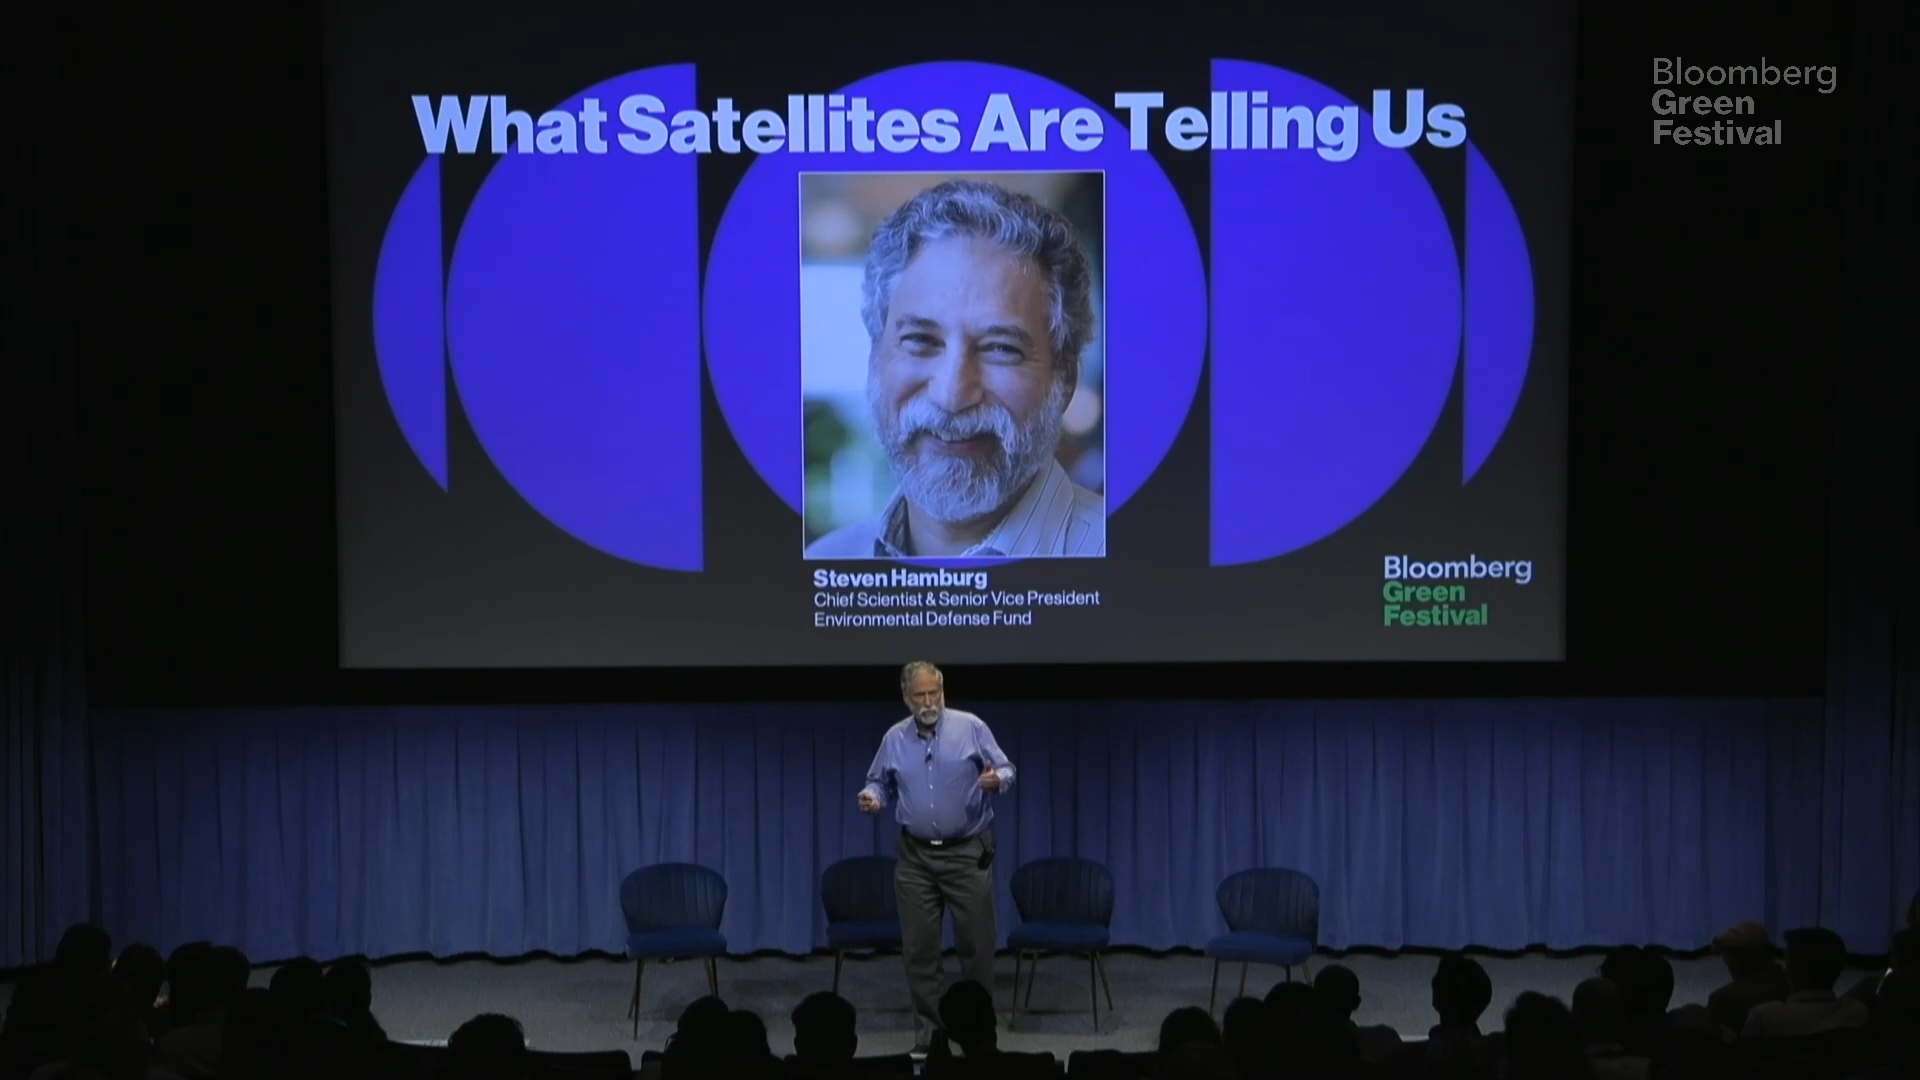 What Satellites Are Telling Us
Bloomberg
Green
Festival
Steven Hamburg
Chief Scientist & Senior Vice President
Environmental Defense Fund
Bloomberg
Green
Festival